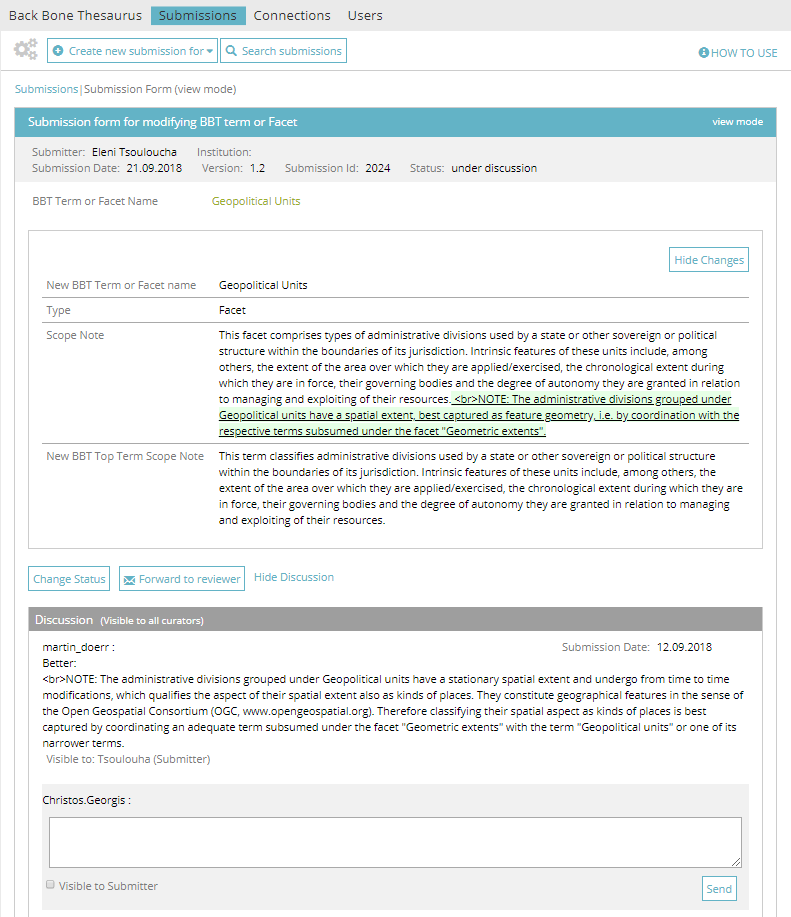 Back Bone Thesaurus Submissions Connections Users
Create new submission for Search submissions HOW TO USE
Submissions|Submission Form (view mode)
Submission form for modifying BBT term or Facet view mode
Submitter: Eleni Tsouloucha Institution:
Submission Date: 21.09.2018 Version: 1.2 Submission Id: 2024 Status: under discussion
BBT Term or Facet Name Geopolitical Units
Hide Changes
New BBT Term or Facet name Geopolitical Units
Type Facet
Scope Note This facet comprises types of administrative divisions used by a state or other sovereign or political
structure within the boundaries of its jurisdiction. Intrinsic features of these units include, among
others, the extent of the area over which they are applied/exercised, the chronological extent during
which they are in force, their governing bodies and the degree of autonomy they are granted in relation
to managing and exploiting of their resources. <br>NOTE: The administrative divisions grouped under
Geopolitical units have a spatial extent, best captured as feature geometry, i.e. by coordination with the
respective terms subsumed under the facet "Geometric extents".
New BBT Top Term Scope Note This term classifies administrative divisions used by a state or other sovereign or political structure
within the boundaries of its jurisdiction. Intrinsic features of these units include, among others, the
extent of the area over which they are applied/exercised, the chronological extent during which they are
in force, their governing bodies and the degree of autonomy they are granted in relation to managing
and exploiting of their resources.
Change Status Forward to reviewer Hide Discussion
Discussion (Visible to all curators)
martin_doerr : Submission Date: 12.09.2018
Better:
<br>NOTE: The administrative divisions grouped under Geopolitical units have a stationary spatial extent and undergo from time to time
modifications, which qualifies the aspect of their spatial extent also as kinds of places. They constitute geographical features in the sense of
the Open Geospatial Consortium (OGC, www.opengeospatial.org). Therefore classifying their spatial aspect as kinds of places is best
captured by coordinating an adequate term subsumed under the facet "Geometric extents" with the term "Geopolitical units" or one of its
narrower terms.
Visible to: Tsoulouha (Submitter)
Christos.Georgis :
Visible to Submitter Send